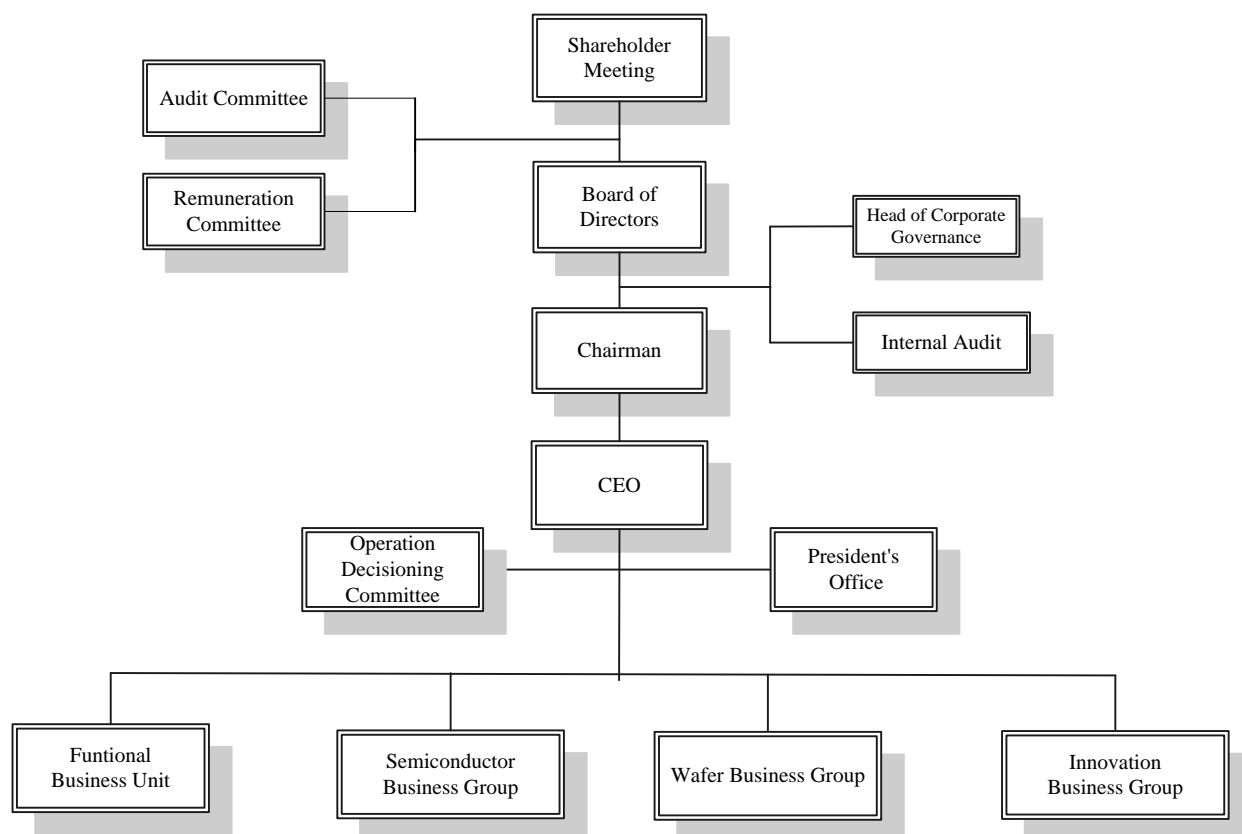 Shareholder
Meeting
Audit Committee
Remuneration
Committee
Board of
Directors
Head of Corporate
Governance
Chairman
Internal Audit
CEO
Operation
Decisioning
Committee
President's
Office
Funtional
Business Unit
Semiconductor
Business Group
Wafer Business Group
Innovation
Business Group